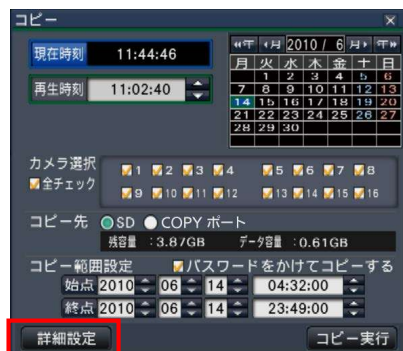 コピー ×
現在時刻 11:44:46
再生時刻 11:02:40
年 月 2010 / 6 月 年
月 火 水 木 金 土 日
1 2 3 4 5 6
7 8 9 10 11 12 13
14 15 16 17 18 19 20
21 22 23 24 25 26 27
28 29 30
カメラ選択
全チェック
1 2 3 4 5 6 7 8
9 10 11 12 13 14 15 16
コピー先 SD COPY ポート
残容量 :3.87GB データ容量 :0.61GB
コピー範囲設定 パスワードをかけてコピーする
始点 2010 06 14 04:32:00
終点 2010 06 14 23:49:00
詳細設定 コピー実行